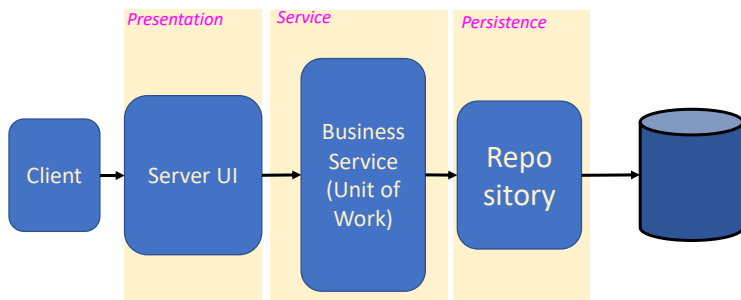 Presentation
Service
Persistence
Client
Server UI
Business
Service
(Unit of
Work)
Repo
sitory